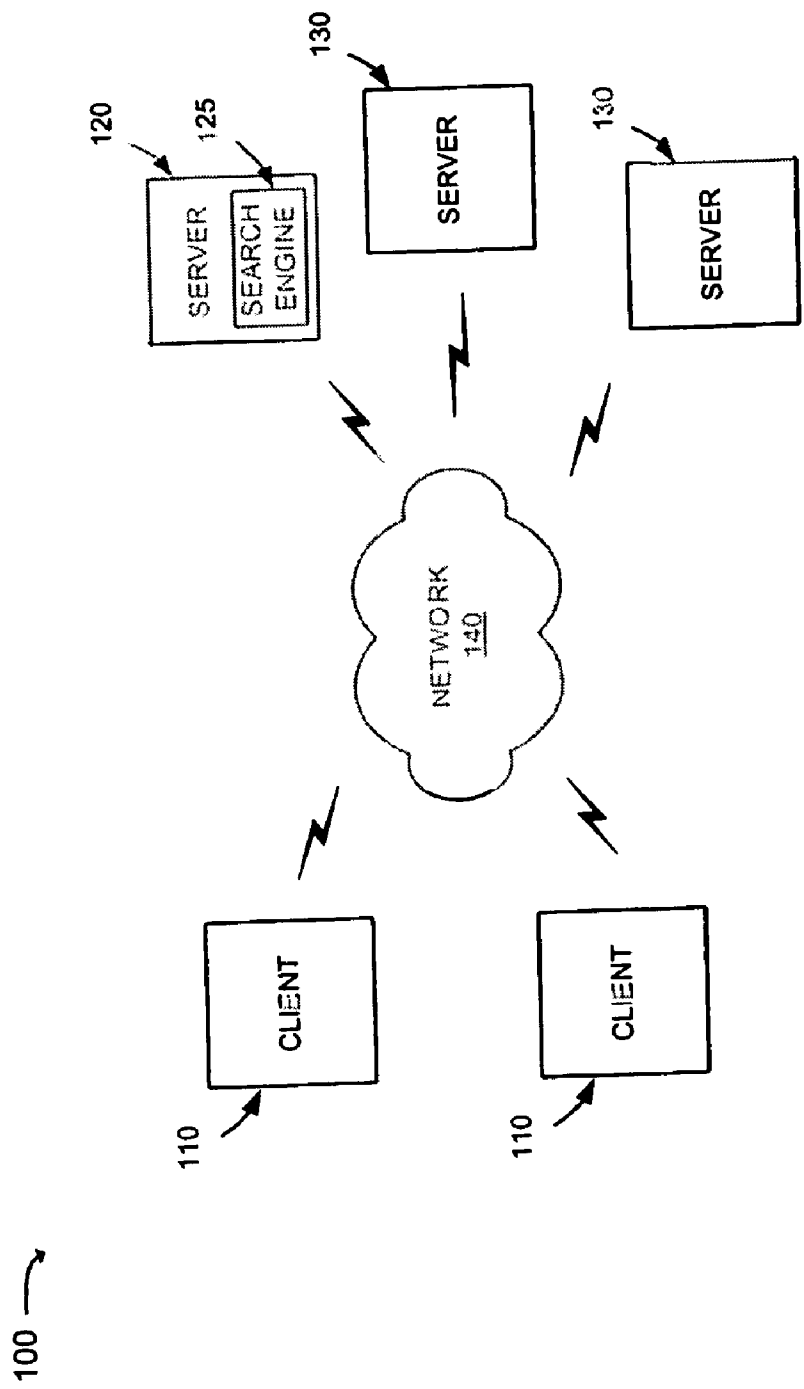 100
110
CLIENT
110
CLIENT
NETWORK
140
120
SERVER
125
SEARCH
ENGINE
130
SERVER
130
SERVER